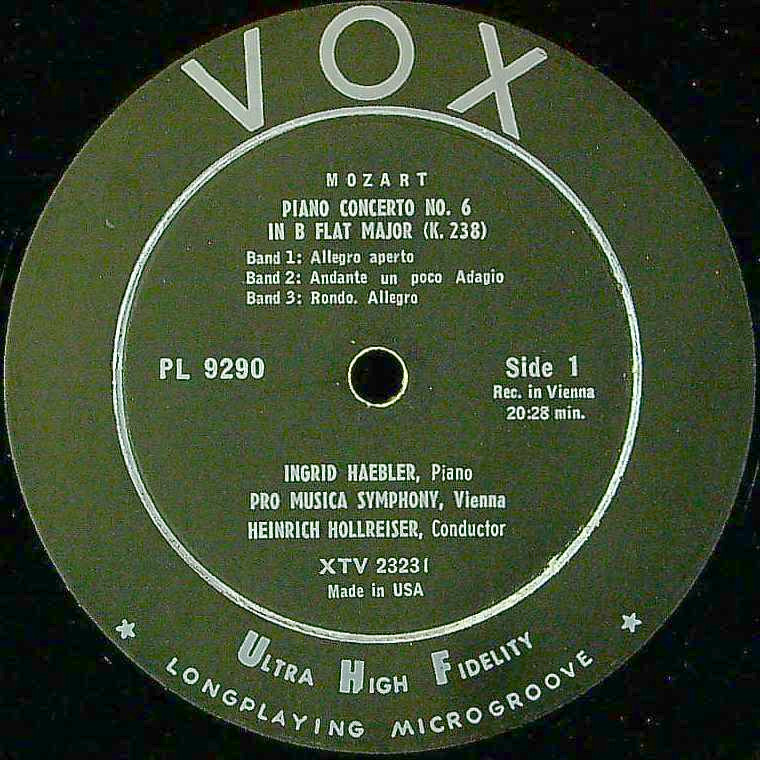 VOX
MOZART
PIANO CONCERTO NO. 6
IN B FLAT MAJOR (K. 238)
Band 1: Allegro aperto
Band 2: Andante un poco Adagio
Band 3: Rondo. Allegro
PL 9290
Side 1
Rec. in Vienna
20:28 min.
INGRID HAEBLER, Piano
PRO MUSICA SYMPHONY, Vienna
HEINRICH HOLLREISER, Conductor
XTV 23231
Made in USA
ULTRA HIGH FIDELITY
LONGPLAYING MICROGROOVE